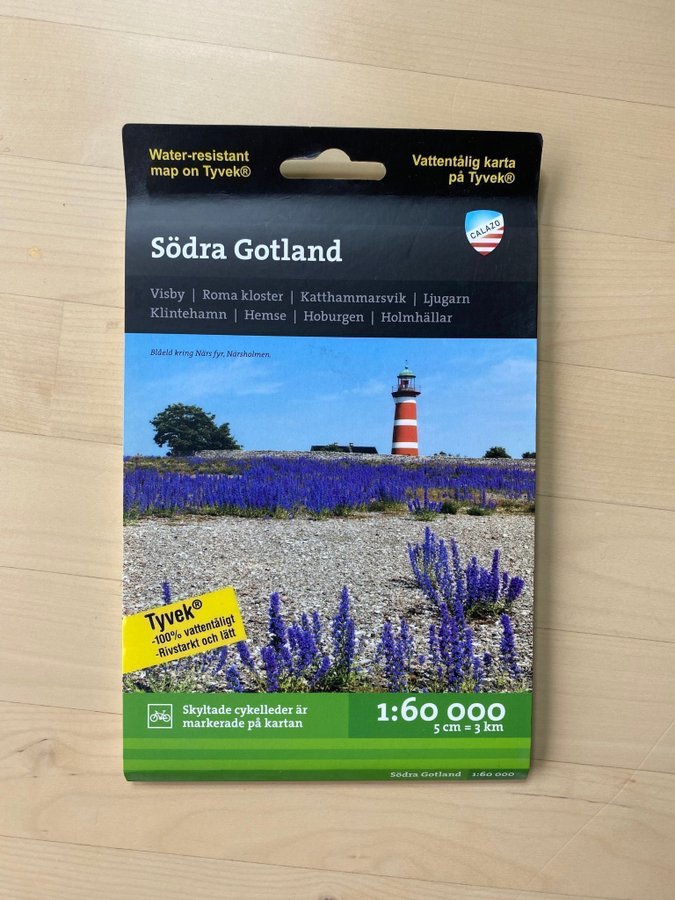 Water-resistant
map on Tyvek®
Vattentålig karta
på Tyvek®
CALAZO
Södra Gotland
Visby | Roma kloster | Katthammarsvik | Ljugarn
Klintehamn | Hemse | Hoburgen | Holmhällar
Blåeld kring Närs fyr, Närsholmen.
Tyvek®
-100% vattentåligt
-Rivstarkt och lätt
Skyltade cykelleder är
markerade på kartan
1:60 000
5 cm = 3 km
Södra Gotland 1:60 000